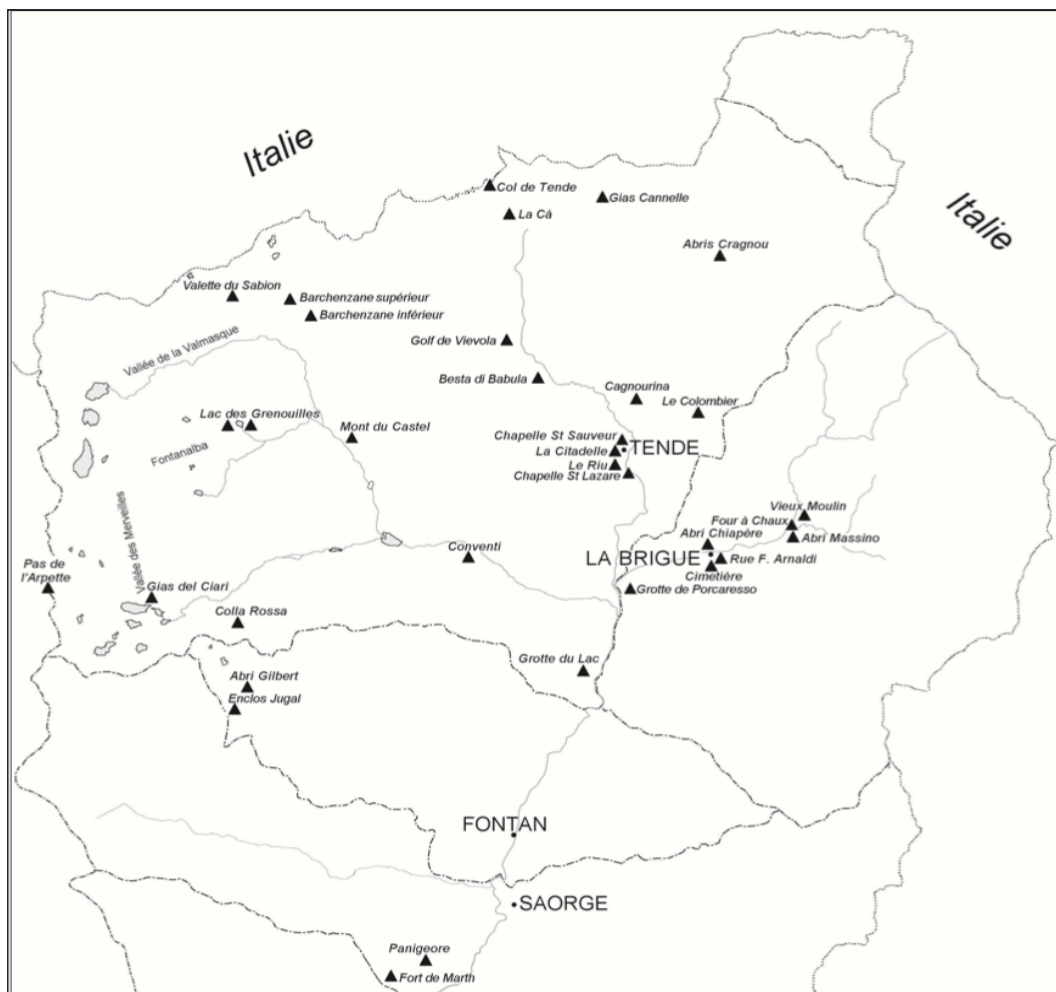 Italie
Italie
Col de Tende
Gias Cannelle
La Câ
Abris Cragnou
Valette du Sabion
Barchenzane supérieur
Barchenzane inférieur
Vallée de la Valmasque
Golf de Vievola
Besta di Babula
Cagnourina
Le Colombier
Lac des Grenouilles
Mont du Castel
Fontanalba
Chapelle St Sauveur
La Citadelle
TENDE
Le Riu
Chapelle St Lazare
Vallée des Merveilles
Vieux Moulin
Four à Chaux
Abri Massino
Abri Chiapére
Conventi
LA BRIGUE
Rue F. Arnaldi
Cimetière
Pas de
l'Arpette
Gias del Ciari
Grotte de Porcaresso
Colla Rossa
Grotte du Lac
Abri Gilbert
Enclos Jugal
FONTAN
SAORGE
Panigeore
Fort de Marth